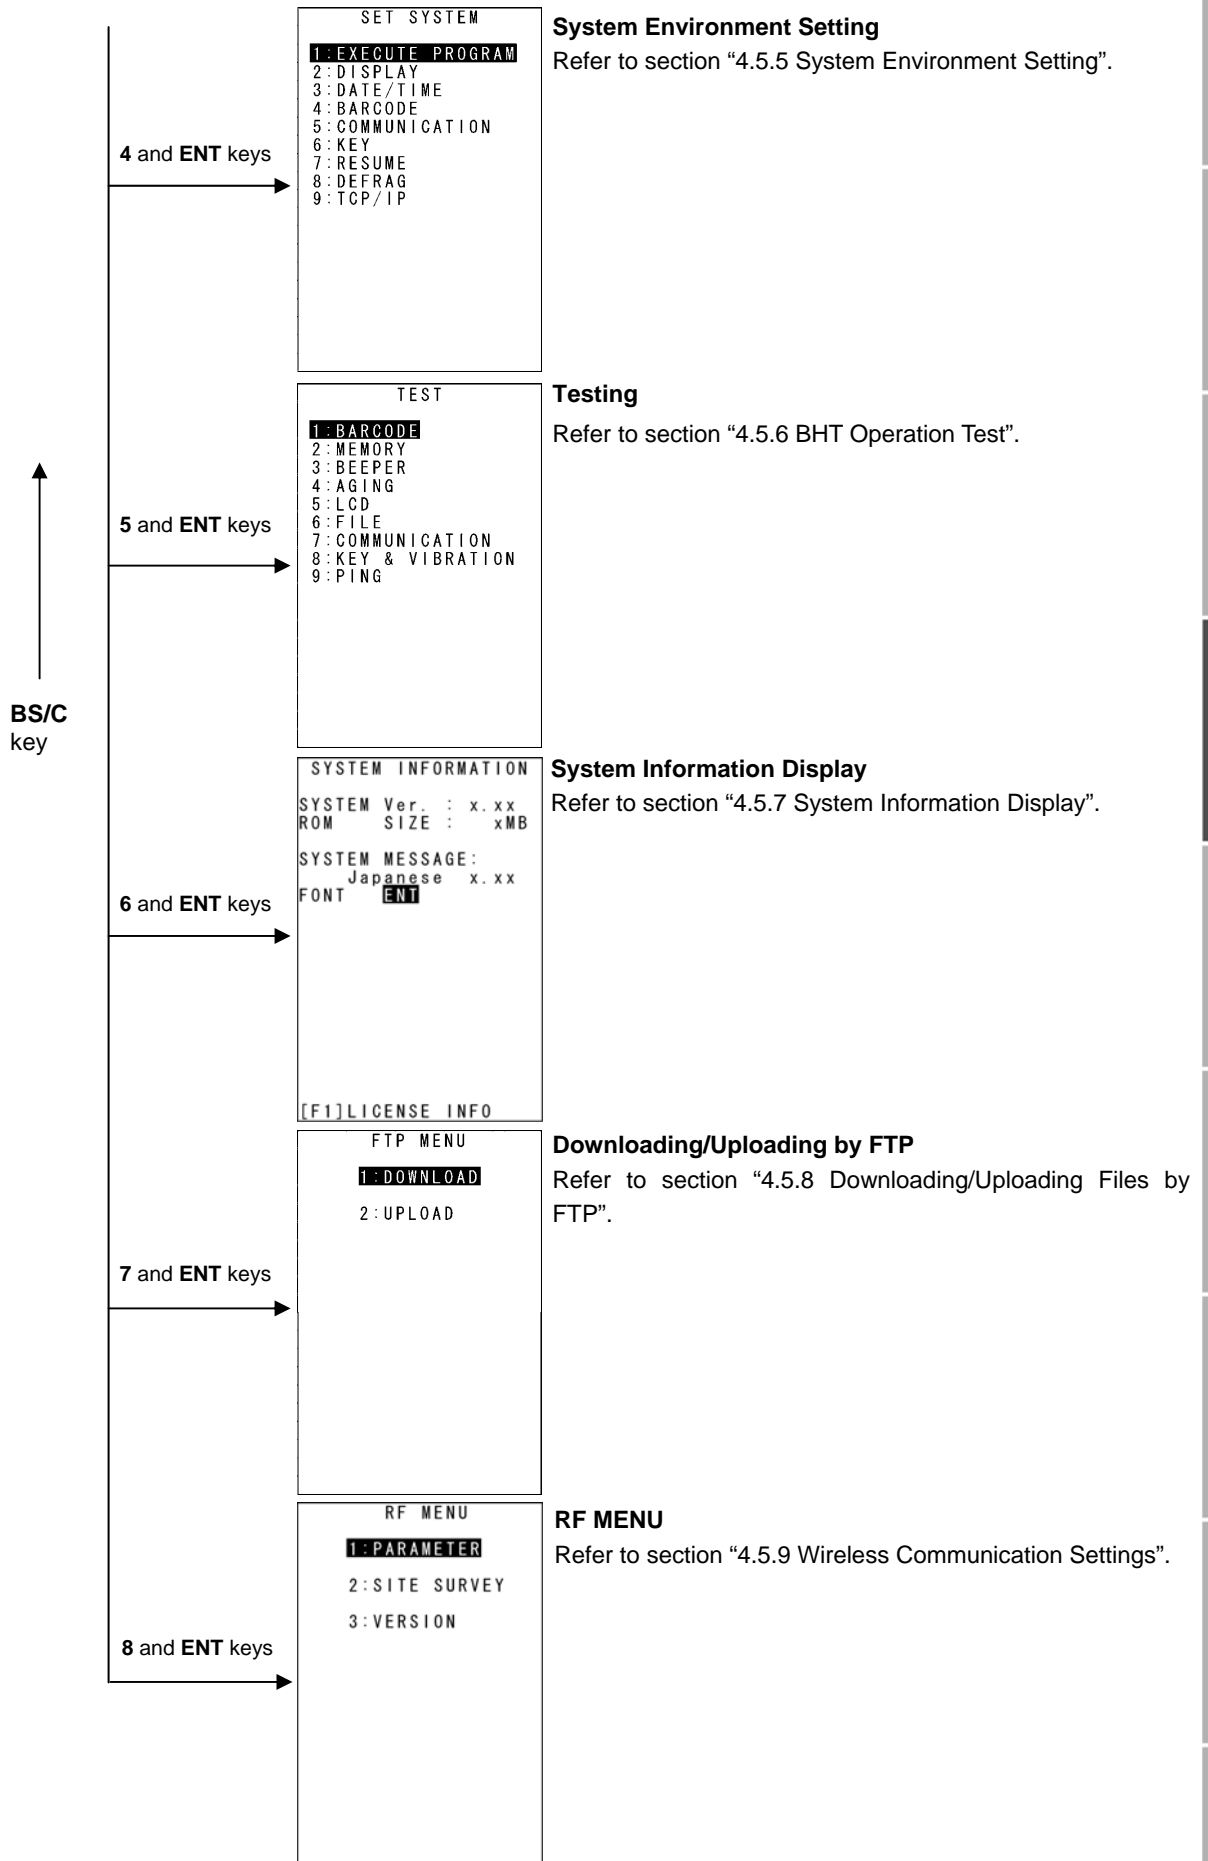 SET SYSTEM
1:EXECUTE PROGRAM
2:DISPLAY
3:DATE/TIME
4:BARCODE
5:COMMUNICATION
6:KEY
7:RESUME
8:DEFRAG
9:TCP/IP
System Environment Setting
Refer to section “4.5.5 System Environment Setting”.
4 and ENT keys
TEST
1:BARCODE
2:MEMORY
3:BEEPER
4:AGING
5:LCD
6:FILE
7:COMMUNICATION
8:KEY & VIBRATION
9:PING
Testing
Refer to section “4.5.6 BHT Operation Test”.
5 and ENT keys
BS/C
key
SYSTEM INFORMATION
SYSTEM Ver. : x.xx
ROM SIZE : xMB
SYSTEM MESSAGE:
Japanese x.xx
FONT ENT
[F1]LICENSE INFO
System Information Display
Refer to section “4.5.7 System Information Display”.
6 and ENT keys
FTP MENU
1:DOWNLOAD
2:UPLOAD
Downloading/Uploading by FTP
Refer to section “4.5.8 Downloading/Uploading Files by
FTP”.
7 and ENT keys
RF MENU
1:PARAMETER
2:SITE SURVEY
3:VERSION
RF MENU
Refer to section “4.5.9 Wireless Communication Settings”.
8 and ENT keys